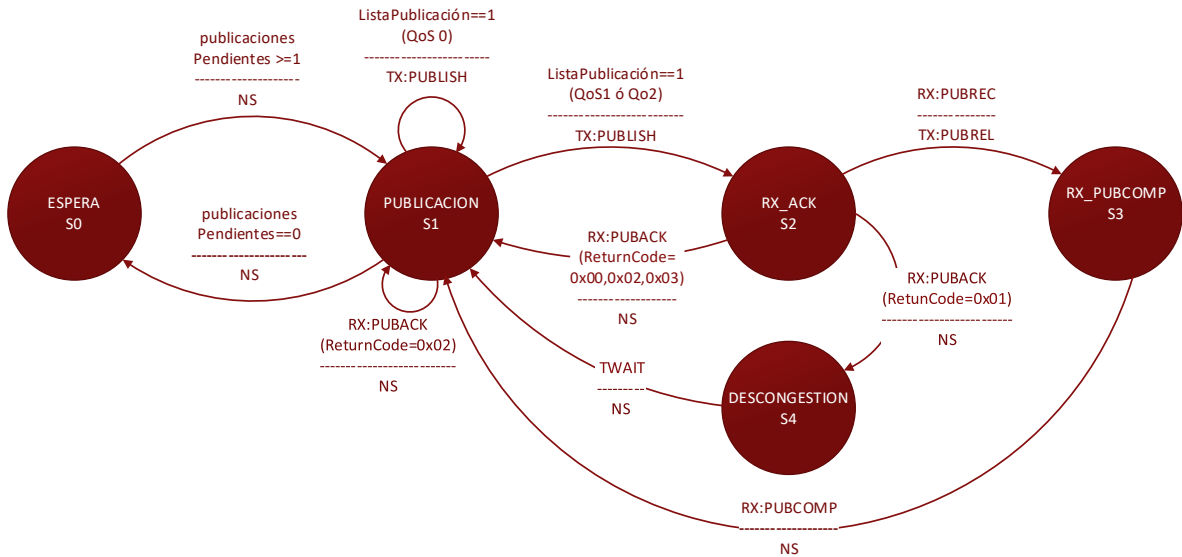 ListaPublicación==1
(QoS 0)
-----------------------
TX:PUBLISH
publicaciones
Pendientes >=1
-------------------
NS
ListaPublicación==1
(QoS1 ó Qo2)
------------------------
TX:PUBLISH
RX:PUBREC
-------------------
TX:PUBREL
ESPERA
S0
PUBLICACION
S1
RX_ACK
S2
RX_PUBCOMP
S3
publicaciones
Pendientes==0
---------------------
NS
RX:PUBACK
(ReturnCode=
0x00,0x02,0x03)
------------------
NS
RX:PUBACK
(RetunCode=0x01)
------------------------
NS
RX:PUBACK
(ReturnCode=0x02)
-------------------------
NS
TWAIT
---------
NS
DESCONGESTION
S4
RX:PUBCOMP
-------------------
NS